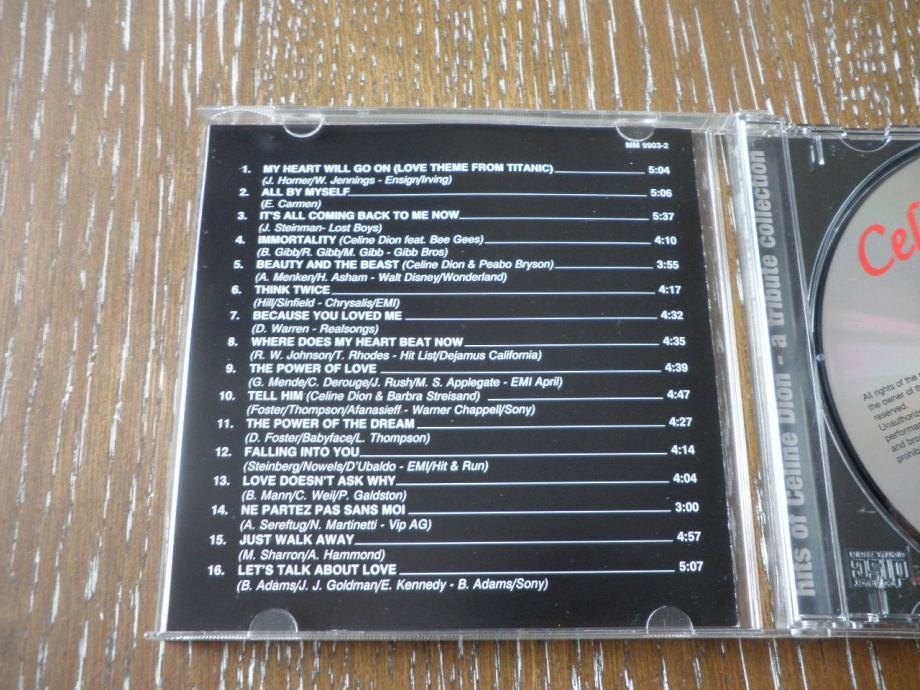 MM 9903-2
1. MY HEART WILL GO ON (LOVE THEME FROM TITANIC) 5:04
(J. Horner/W. Jennings - Ensign/Irving)
2. ALL BY MYSELF 5:06
(E. Carmen)
3. IT'S ALL COMING BACK TO ME NOW 5:37
(J. Steinman- Lost Boys)
4. IMMORTALITY (Celine Dion feat. Bee Gees) 4:10
(B. Gibb/R. Gibb/M. Gibb - Gibb Bros)
5. BEAUTY AND THE BEAST (Celine Dion & Peabo Bryson) 3:55
(A. Menken/H. Asham - Walt Disney/Wonderland)
6. THINK TWICE 4:17
(Hill/Sinfield - Chrysalis/EMI)
7. BECAUSE YOU LOVED ME 4:32
(D. Warren - Realsongs)
8. WHERE DOES MY HEART BEAT NOW 4:35
(R. W. Johnson/T. Rhodes - Hit List/Dejamus California)
9. THE POWER OF LOVE 4:39
(G. Mende/C. Derouge/J. Rush/M. S. Applegate - EMI April)
10. TELL HIM (Celine Dion & Barbra Streisand) 4:47
(Foster/Thompson/Afanasieff - Warner Chappell/Sony)
11. THE POWER OF THE DREAM 4:27
(D. Foster/Babyface/L. Thompson)
12. FALLING INTO YOU 4:14
(Steinberg/Nowels/D'Ubaldo - EMI/Hit & Run)
13. LOVE DOESN'T ASK WHY 4:04
(B. Mann/C. Weil/P. Galdston)
14. NE PARTEZ PAS SANS MOI 3:00
(A. Sereftug/N. Martinetti - Vip AG)
15. JUST WALK AWAY 4:57
(M. Sharron/A. Hammond)
16. LET'S TALK ABOUT LOVE 5:07
(B. Adams/J. J. Goldman/E. Kennedy - B. Adams/Sony)
hits of Celine Dion - a tribute collection
Cel
All rights of the
the owner of th
reserved.
Unauthoriz
performa
and bro
prohib